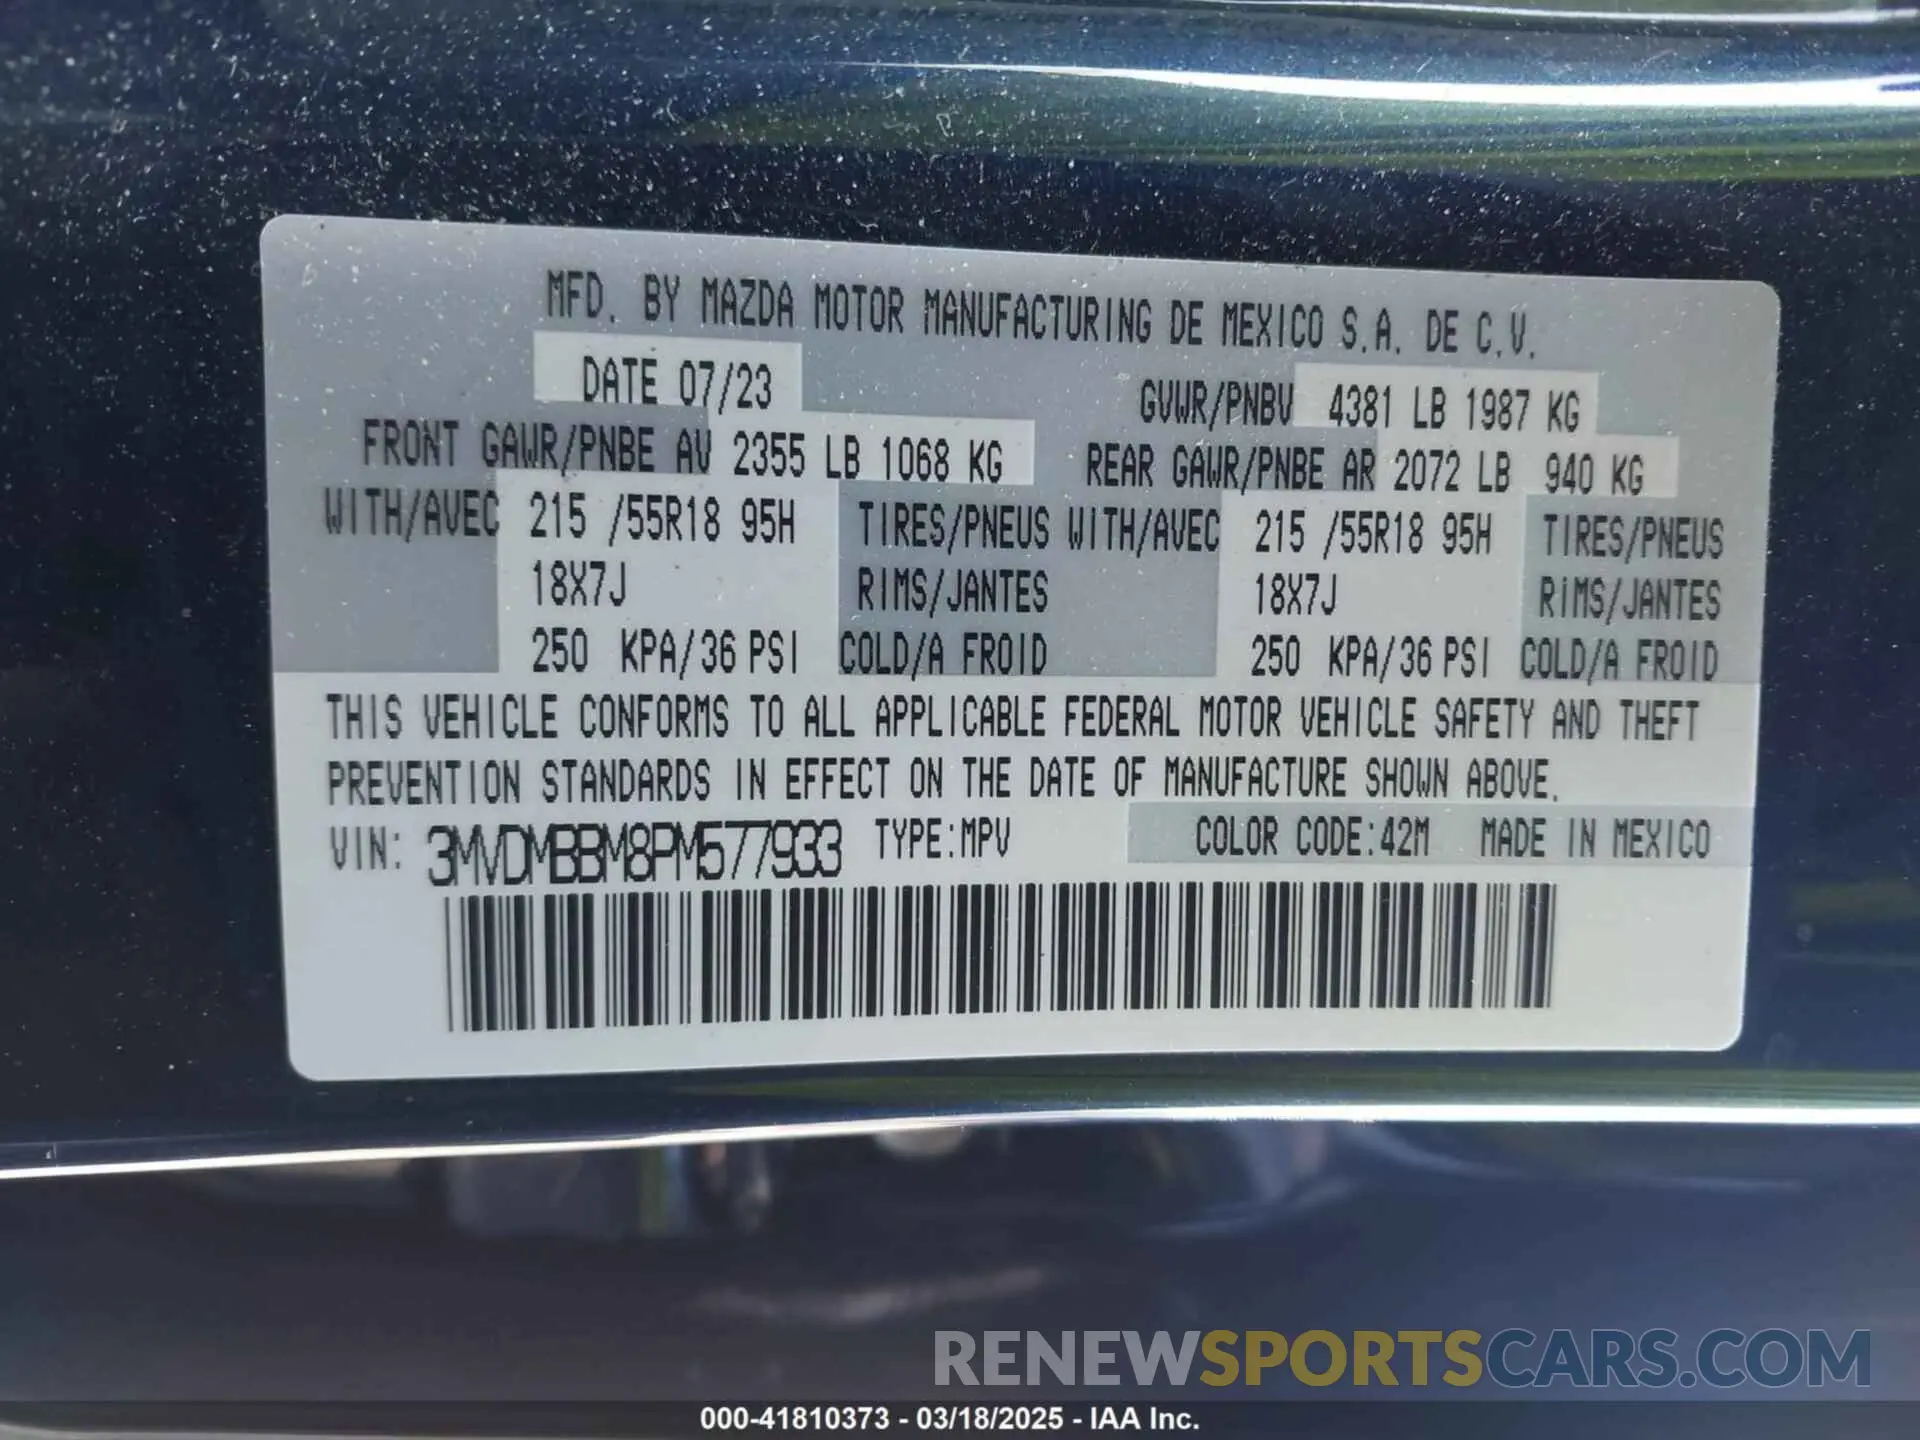 MFD. BY MAZDA MOTOR MANUFACTURING DE MEXICO S.A. DE C.V.
DATE 07/23 GVWR/PNBV 4381 LB 1987 KG
FRONT GAWR/PNBE AV 2355 LB 1068 KG REAR GAWR/PNBE AR 2072 LB 940 KG
WITH/AVEC 215 /55R18 95H TIRES/PNEUS WITH/AVEC 215 /55R18 95H TIRES/PNEUS
18X7J RIMS/JANTES 18X7J RIMS/JANTES
250 KPA/36 PSI COLD/A FROID 250 KPA/36 PSI COLD/A FROID
THIS VEHICLE CONFORMS TO ALL APPLICABLE FEDERAL MOTOR VEHICLE SAFETY AND THEFT
PREVENTION STANDARDS IN EFFECT ON THE DATE OF MANUFACTURE SHOWN ABOVE.
VIN: 3MVDMBBM8PM577933 TYPE:MPV COLOR CODE:42M MADE IN MEXICO
RENEWSPORTSCARS.COM
000-41810373 - 03/18/2025 - IAA Inc.